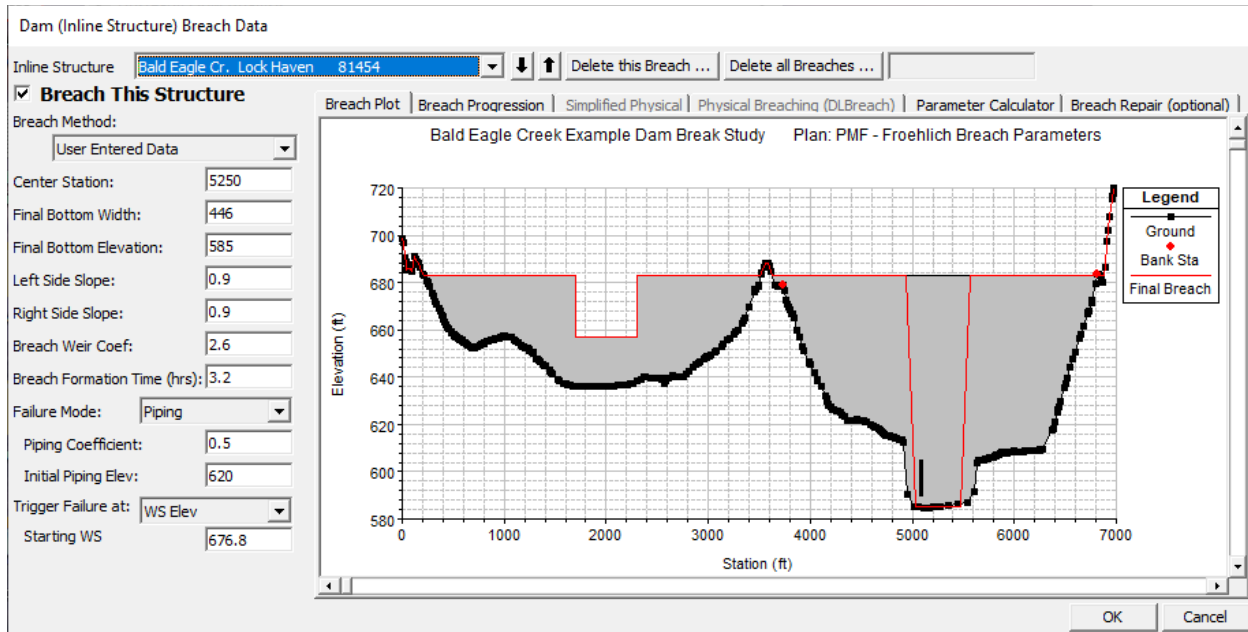 Dam (Inline Structure) Breach Data
Inline Structure Bald Eagle Cr. Lock Haven 81454 Delete this Breach ... Delete all Breaches ...
Breach This Structure
Breach Method:
User Entered Data
Center Station: 5250
Final Bottom Width: 446
Final Bottom Elevation: 585
Left Side Slope: 0.9
Right Side Slope: 0.9
Breach Weir Coef: 2.6
Breach Formation Time (hrs): 3.2
Failure Mode: Piping
Piping Coefficient: 0.5
Initial Piping Elev: 620
Trigger Failure at: WS Elev
Starting WS 676.8
Breach Plot Breach Progression Simplified Physical Physical Breaching (DLBreach) Parameter Calculator Breach Repair (optional)
Bald Eagle Creek Example Dam Break Study Plan: PMF - Froehlich Breach Parameters
720
700
680
660
640
620
600
580
Elevation (ft)
0 1000 2000 3000 4000 5000 6000 7000
Station (ft)
Legend
Ground
Bank Sta
Final Breach
OK Cancel